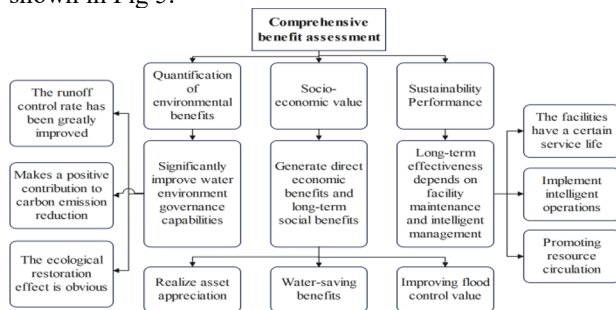 shown in Fig 5.
Comprehensive
benefit assessment
Quantification
of
environmental
benefits
Socio-
economic value
Sustainability
Performance
The runoff
control rate has
been greatly
improved
Makes a positive
contribution to
carbon emission
reduction
The ecological
restoration
effect is obvious
Significantly
improve water
environment
governance
capabilities
Generate direct
economic
benefits and
long-term
social benefits
Long-term
effectiveness
depends on
facility
maintenance
and intelligent
management
The facilities
have a certain
service life
Implement
intelligent
operations
Promoting
resource
circulation
Realize asset
appreciation
Water-saving
benefits
Improving flood
control value